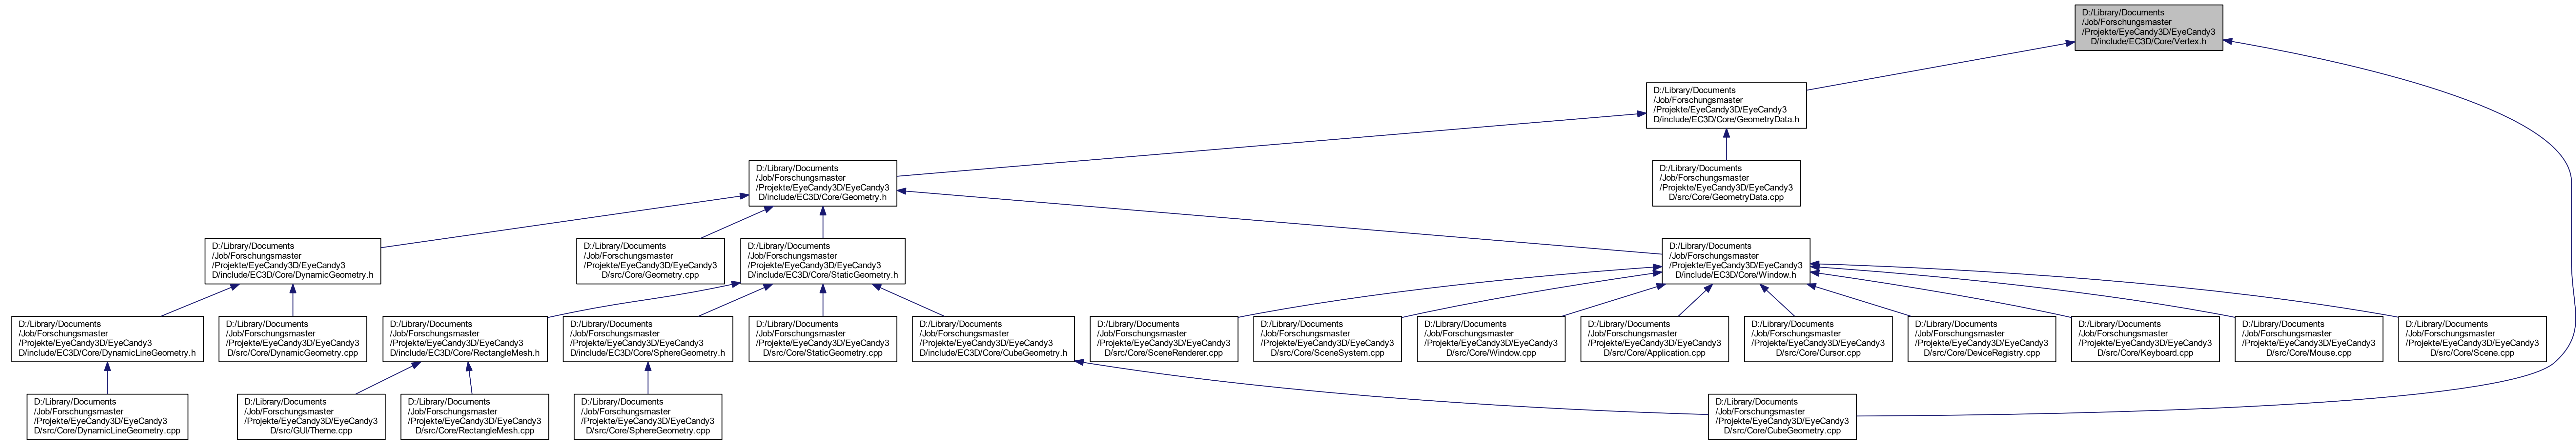 D:/Library/Documents
/Job/Forschungsmaster
/Projekte/EyeCandy3D/EyeCandy3
D/include/EC3D/Core/Vertex.h
D:/Library/Documents
/Job/Forschungsmaster
/Projekte/EyeCandy3D/EyeCandy3
D/include/EC3D/Core/GeometryData.h
D:/Library/Documents
/Job/Forschungsmaster
/Projekte/EyeCandy3D/EyeCandy3
D/include/EC3D/Core/Geometry.h
D:/Library/Documents
/Job/Forschungsmaster
/Projekte/EyeCandy3D/EyeCandy3
D/src/Core/GeometryData.cpp
D:/Library/Documents
/Job/Forschungsmaster
/Projekte/EyeCandy3D/EyeCandy3
D/include/EC3D/Core/DynamicGeometry.h
D:/Library/Documents
/Job/Forschungsmaster
/Projekte/EyeCandy3D/EyeCandy3
D/src/Core/Geometry.cpp
D:/Library/Documents
/Job/Forschungsmaster
/Projekte/EyeCandy3D/EyeCandy3
D/include/EC3D/Core/StaticGeometry.h
D:/Library/Documents
/Job/Forschungsmaster
/Projekte/EyeCandy3D/EyeCandy3
D/include/EC3D/Core/Window.h
D:/Library/Documents
/Job/Forschungsmaster
/Projekte/EyeCandy3D/EyeCandy3
D/include/EC3D/Core/DynamicLineGeometry.h
D:/Library/Documents
/Job/Forschungsmaster
/Projekte/EyeCandy3D/EyeCandy3
D/src/Core/DynamicGeometry.cpp
D:/Library/Documents
/Job/Forschungsmaster
/Projekte/EyeCandy3D/EyeCandy3
D/include/EC3D/Core/RectangleMesh.h
D:/Library/Documents
/Job/Forschungsmaster
/Projekte/EyeCandy3D/EyeCandy3
D/include/EC3D/Core/SphereGeometry.h
D:/Library/Documents
/Job/Forschungsmaster
/Projekte/EyeCandy3D/EyeCandy3
D/src/Core/StaticGeometry.cpp
D:/Library/Documents
/Job/Forschungsmaster
/Projekte/EyeCandy3D/EyeCandy3
D/include/EC3D/Core/CubeGeometry.h
D:/Library/Documents
/Job/Forschungsmaster
/Projekte/EyeCandy3D/EyeCandy3
D/src/Core/SceneRenderer.cpp
D:/Library/Documents
/Job/Forschungsmaster
/Projekte/EyeCandy3D/EyeCandy3
D/src/Core/SceneSystem.cpp
D:/Library/Documents
/Job/Forschungsmaster
/Projekte/EyeCandy3D/EyeCandy3
D/src/Core/Window.cpp
D:/Library/Documents
/Job/Forschungsmaster
/Projekte/EyeCandy3D/EyeCandy3
D/src/Core/Application.cpp
D:/Library/Documents
/Job/Forschungsmaster
/Projekte/EyeCandy3D/EyeCandy3
D/src/Core/Cursor.cpp
D:/Library/Documents
/Job/Forschungsmaster
/Projekte/EyeCandy3D/EyeCandy3
D/src/Core/DeviceRegistry.cpp
D:/Library/Documents
/Job/Forschungsmaster
/Projekte/EyeCandy3D/EyeCandy3
D/src/Core/Keyboard.cpp
D:/Library/Documents
/Job/Forschungsmaster
/Projekte/EyeCandy3D/EyeCandy3
D/src/Core/Mouse.cpp
D:/Library/Documents
/Job/Forschungsmaster
/Projekte/EyeCandy3D/EyeCandy3
D/src/Core/Scene.cpp
D:/Library/Documents
/Job/Forschungsmaster
/Projekte/EyeCandy3D/EyeCandy3
D/src/Core/DynamicLineGeometry.cpp
D:/Library/Documents
/Job/Forschungsmaster
/Projekte/EyeCandy3D/EyeCandy3
D/src/GUI/Theme.cpp
D:/Library/Documents
/Job/Forschungsmaster
/Projekte/EyeCandy3D/EyeCandy3
D/src/Core/RectangleMesh.cpp
D:/Library/Documents
/Job/Forschungsmaster
/Projekte/EyeCandy3D/EyeCandy3
D/src/Core/SphereGeometry.cpp
D:/Library/Documents
/Job/Forschungsmaster
/Projekte/EyeCandy3D/EyeCandy3
D/src/Core/CubeGeometry.cpp